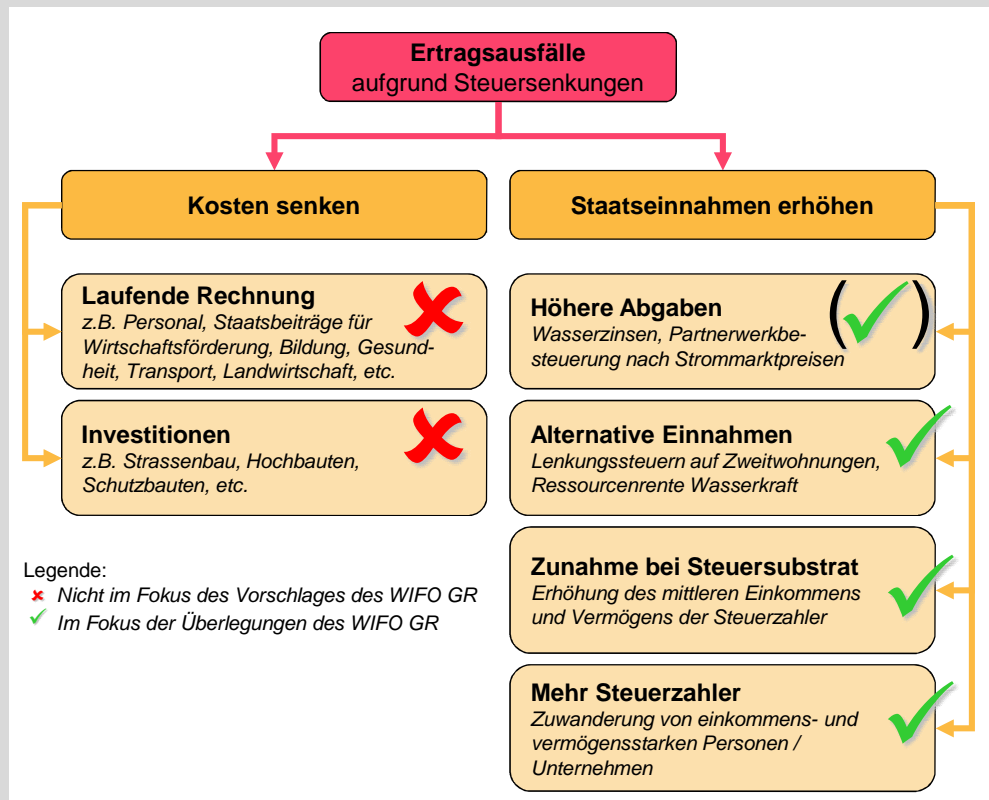 Ertragsausfälle
aufgrund Steuersenkungen
Kosten senken
Laufende Rechnung
z.B. Personal, Staatsbeiträge für
Wirtschaftsförderung, Bildung, Gesund-
heit, Transport, Landwirtschaft, etc.
Investitionen
z.B. Strassenbau, Hochbauten,
Schutzbauten, etc.
Staatseinnahmen erhöhen
Höhere Abgaben
Wasserzinsen, Partnerwerkbe-
steuerung nach Strommarktpreisen
Alternative Einnahmen
Lenkungssteuern auf Zweitwohnungen,
Ressourcenrente Wasserkraft
Zunahme bei Steuersubstrat
Erhöhung des mittleren Einkommens
und Vermögens der Steuerzahler
Mehr Steuerzahler
Zuwanderung von einkommens- und
vermögensstarken Personen /
Unternehmen
Legende:
Nicht im Fokus des Vorschlages des WIFO GR
Im Fokus der Überlegungen des WIFO GR